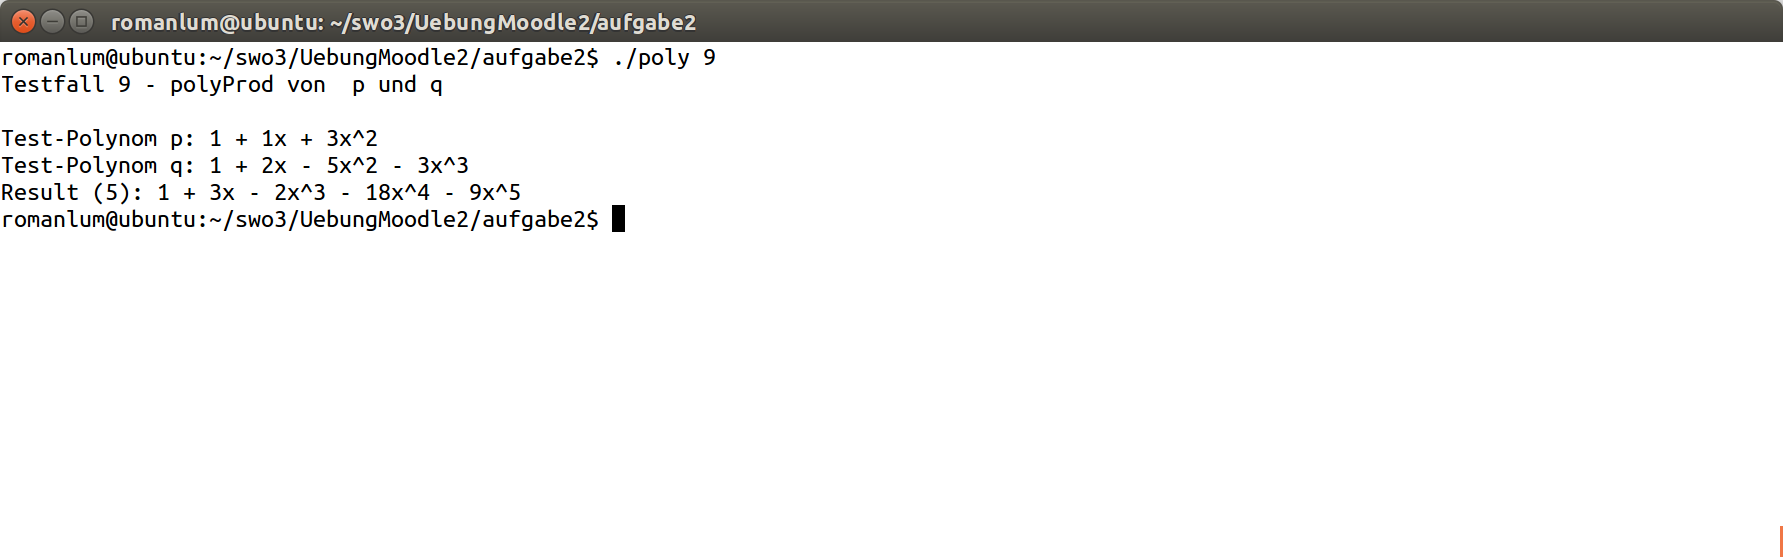 romanlum@ubuntu: ~/swo3/UebungMoodle2/aufgabe2
romanlum@ubuntu:~/swo3/UebungMoodle2/aufgabe2$ ./poly 9
Testfall 9 - polyProd von  p und q
Test-Polynom p: 1 + 1x + 3x^2
Test-Polynom q: 1 + 2x - 5x^2 - 3x^3
Result (5): 1 + 3x - 2x^3 - 18x^4 - 9x^5
romanlum@ubuntu:~/swo3/UebungMoodle2/aufgabe2$